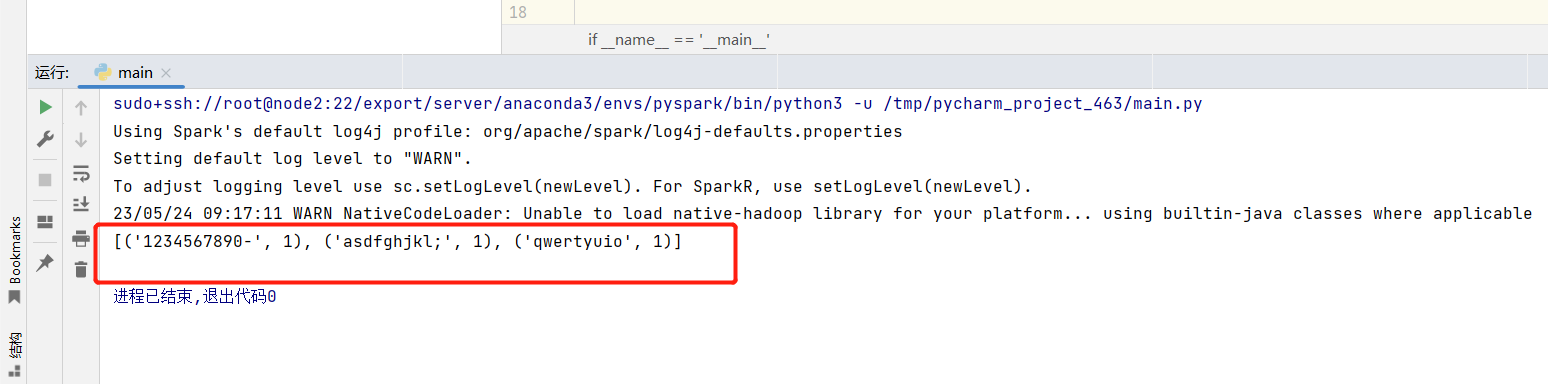 18
if __name__ == '__main__'
运行:
main
sudo+ssh://root@node2:22/export/server/anaconda3/envs/pyspark/bin/python3 -u /tmp/pycharm_project_463/main.py
Using Spark's default log4j profile: org/apache/spark/log4j-defaults.properties
Setting default log level to "WARN".
To adjust logging level use sc.setLogLevel(newLevel). For SparkR, use setLogLevel(newLevel).
23/05/24 09:17:11 WARN NativeCodeLoader: Unable to load native-hadoop library for your platform... using builtin-java classes where applicable
[('1234567890-', 1), ('asdfghjkl;', 1), ('qwertyuio', 1)]
进程已结束,退出代码0
Bookmarks
结构